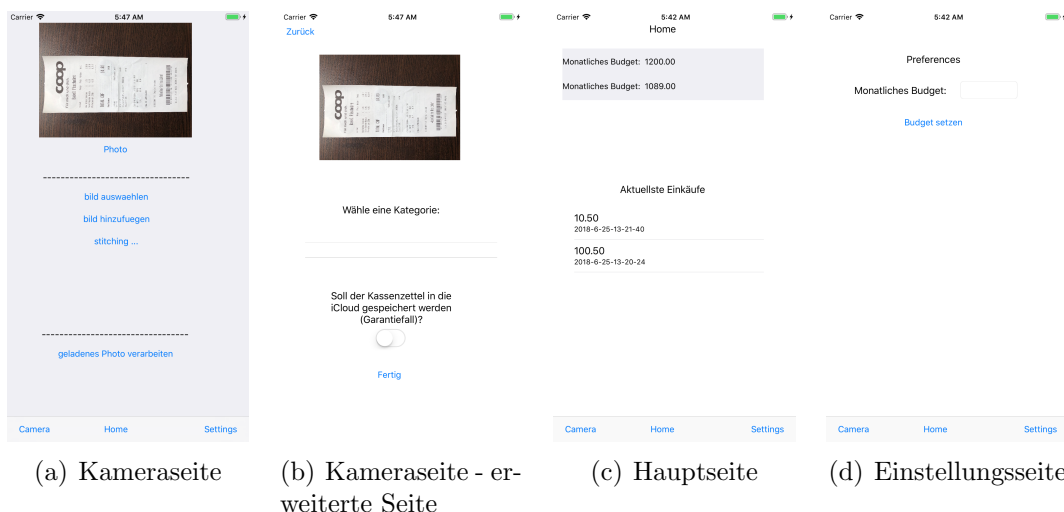 Carrier 5:47 AM
coop
Photo
---------------------------------
bild auswaehlen
bild hinzufuegen
stitching ...
---------------------------------
geladenes Photo verarbeiten
Camera Home Settings
(a) Kameraseite
Carrier 5:47 AM
Zurück
coop
Wähle eine Kategorie:
Soll der Kassenzettel in die
iCloud gespeichert werden
(Garantiefall)?
Fertig
(b) Kameraseite - er-
weiterte Seite
Carrier 5:42 AM
Home
Monatliches Budget: 1200.00
Monatliches Budget: 1089.00
Aktuellste Einkäufe
10.50
2018-6-25-13-21-40
100.50
2018-6-25-13-20-24
Camera Home Settings
(c) Hauptseite
Carrier 5:42 AM
Preferences
Monatliches Budget:
Budget setzen
Camera Home Settings
(d) Einstellungsseite